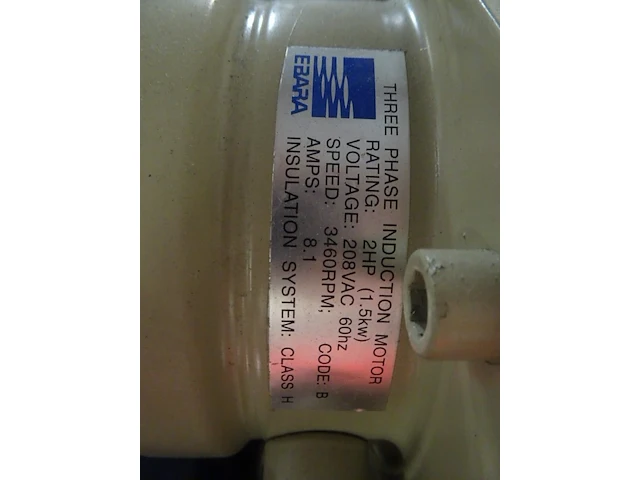 EBARA
THREE PHASE INDUCTION MOTOR
RATING: 2HP (1.5kw)
VOLTAGE: 208VAC 60hz
SPEED: 3460RPM; CODE: B
AMPS: 8.1
INSULATION SYSTEM: CLASS H